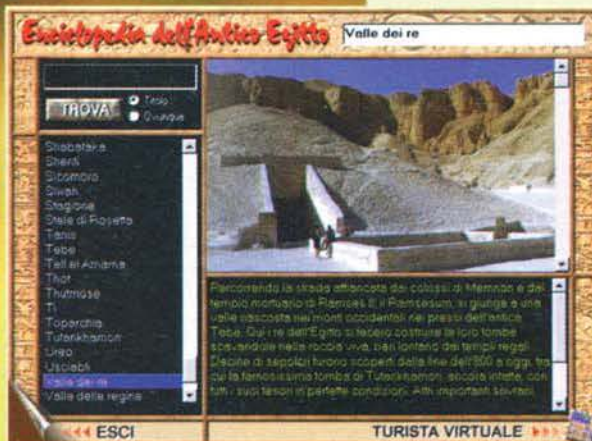 Enciclopedia dell'Antico Egitto
Valle dei re
TROVA
Titolo
Ovunque
Shabataka
Sherdi
Sicomoro
Siwah
Stagione
Stele di Rosetta
Tanis
Tebe
Tell el Amarna
Thot
Thutmose
Ti
Toparchia
Tutankhamon
Ureo
Usciabti
Valle dei re
Valle delle regine
Percorrendo la strada affiancata dai colossi di Memnon e dal
tempio mortuario di Ramses II, il Ramsesum, si giunge a una
valle nascosta nei monti occidentali nei pressi dell'antica
Tebe. Qui i re dell'Egitto si fecero costruire le loro tombe
scavandole nella roccia viva, ben lontano dai templi regali.
Decine di sepolcri furono scoperti dalla fine dell'800 a oggi, tra
cui la famosissima tomba di Tutankhamon, ancora intatta, con
tutti i suoi tesori in perfette condizioni. Altri importanti sovrani
ESCI
TURISTA VIRTUALE